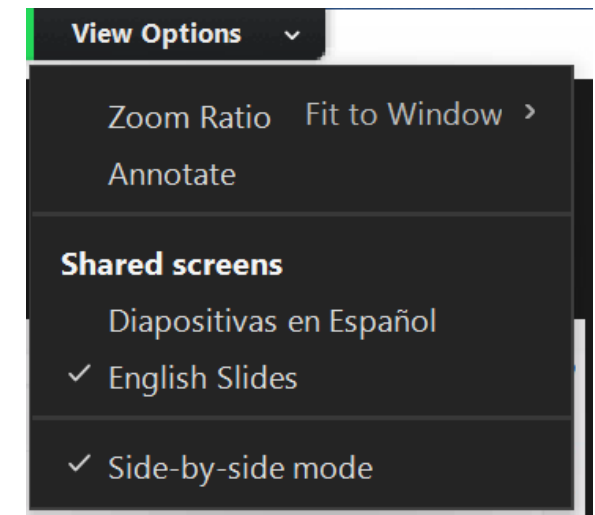 View Options
Zoom Ratio Fit to Window
Annotate
Shared screens
Diapositivas en Español
English Slides
Side-by-side mode